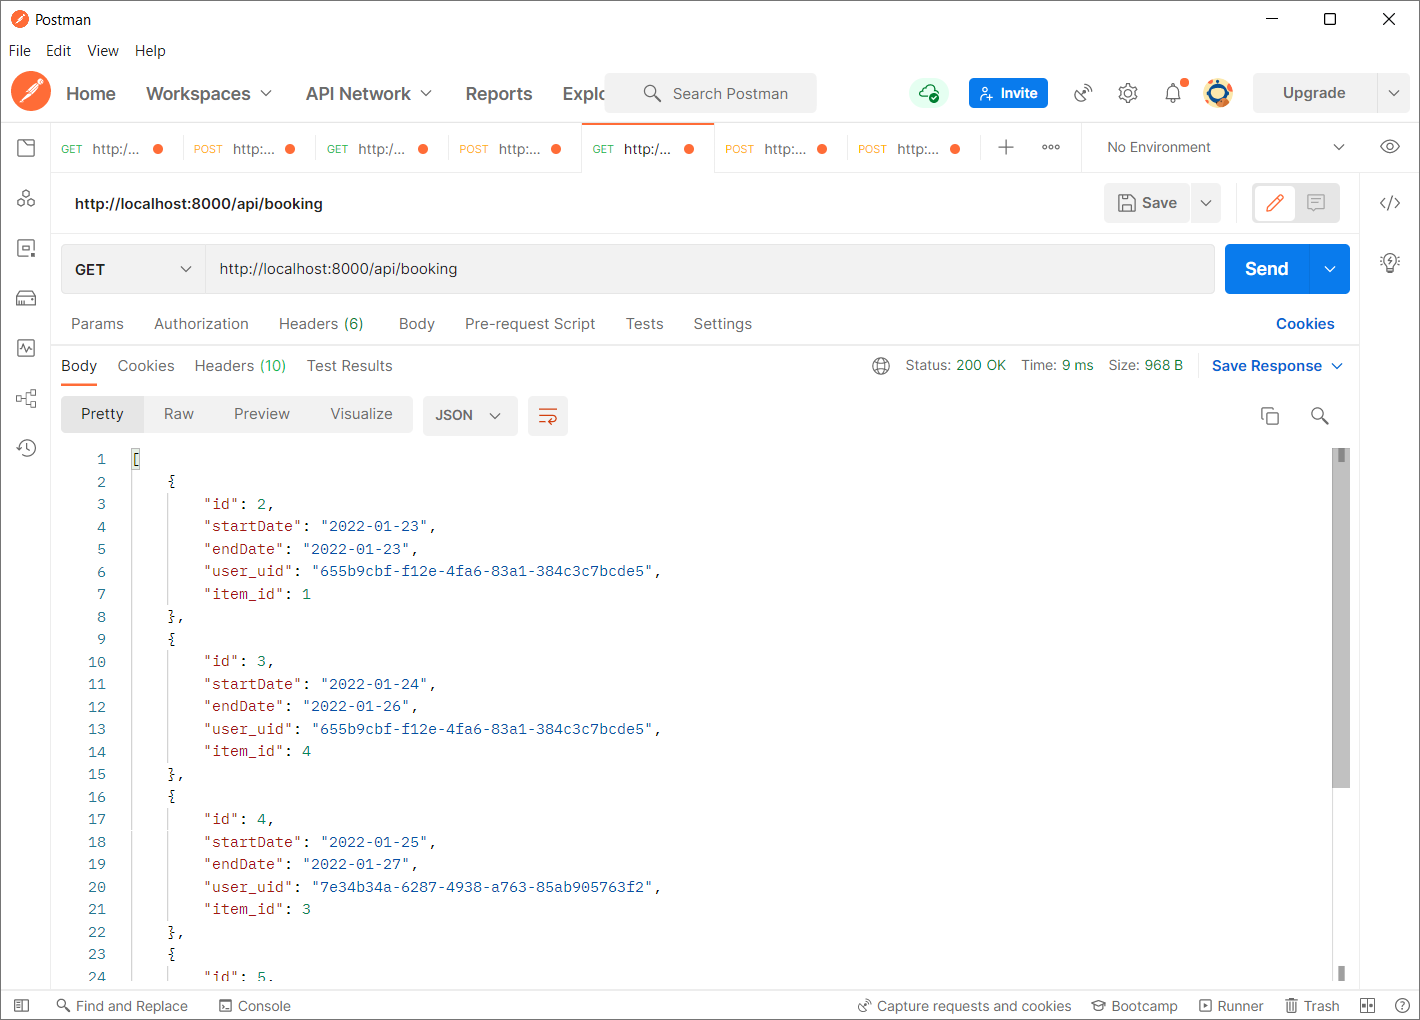 Postman
File Edit View Help
Home Workspaces API Network Reports Explo Search Postman Invite Upgrade
GET http:/... POST http:... GET http:/... POST http:... GET http:/... POST http:... POST http:... No Environment
http://localhost:8000/api/booking Save
GET http://localhost:8000/api/booking Send
Params Authorization Headers (6) Body Pre-request Script Tests Settings Cookies
Body Cookies Headers (10) Test Results Status: 200 OK Time: 9 ms Size: 968 B Save Response
Pretty Raw Preview Visualize JSON
1 [
2 {
3 "id": 2,
4 "startDate": "2022-01-23",
5 "endDate": "2022-01-23",
6 "user_uid": "655b9cbf-f12e-4fa6-83a1-384c3c7bcde5",
7 "item_id": 1
8 },
9 {
10 "id": 3,
11 "startDate": "2022-01-24",
12 "endDate": "2022-01-26",
13 "user_uid": "655b9cbf-f12e-4fa6-83a1-384c3c7bcde5",
14 "item_id": 4
15 },
16 {
17 "id": 4,
18 "startDate": "2022-01-25",
19 "endDate": "2022-01-27",
20 "user_uid": "7e34b34a-6287-4938-a763-85ab905763f2",
21 "item_id": 3
22 },
23 {
24 "id": 5,
Find and Replace Console Capture requests and cookies Bootcamp Runner Trash